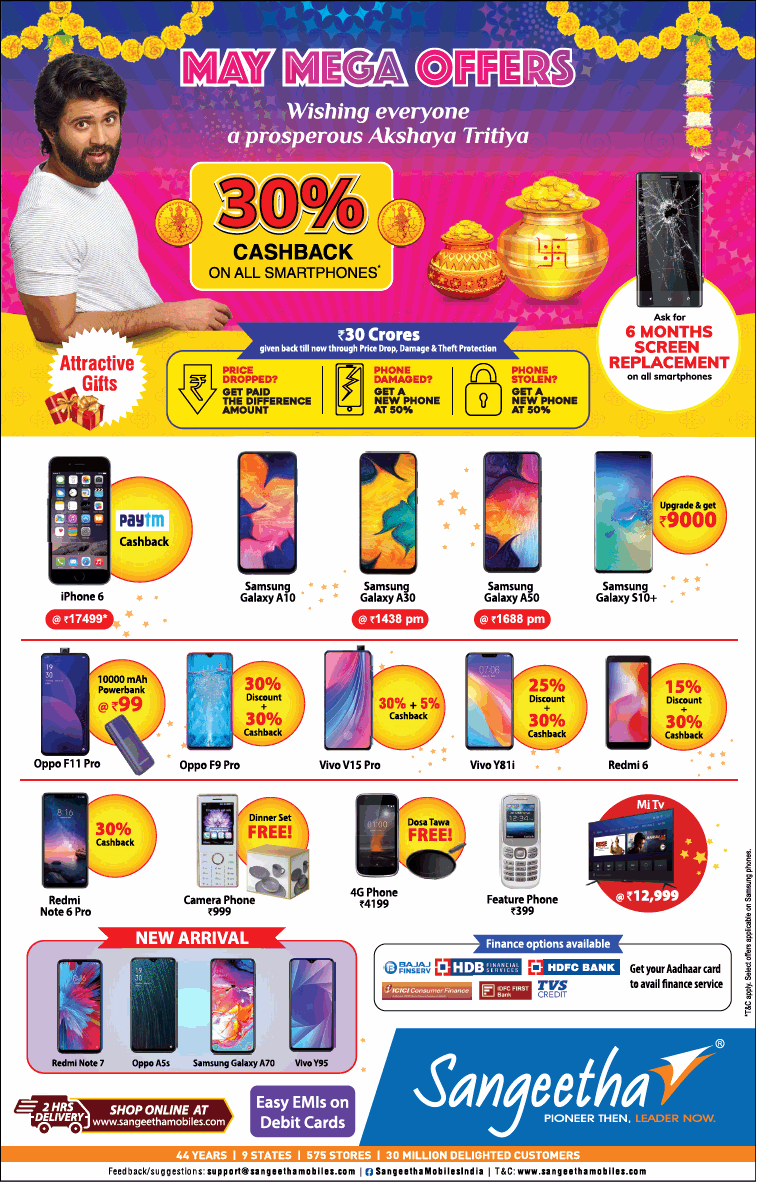 MAY MEGA OFFERS
Wishing everyone
a prosperous Akshaya Tritiya
30%
CASHBACK
ON ALL SMARTPHONES*
Ask for
6 MONTHS
SCREEN
REPLACEMENT
on all smartphones
Attractive
Gifts
₹30 Crores
given back till now through Price Drop, Damage & Theft Protection
PRICE
DROPPED?
GET PAID
THE DIFFERENCE
AMOUNT
PHONE
DAMAGED?
GET A
NEW PHONE
AT 50%
PHONE
STOLEN?
GET A
NEW PHONE
AT 50%
Paytm
Cashback
iPhone 6
@ ₹17499*
Samsung
Galaxy A10
Samsung
Galaxy A30
@ ₹1438 pm
Samsung
Galaxy A50
@ ₹1688 pm
Upgrade & get
₹9000
Samsung
Galaxy S10+
10000 mAh
Powerbank
@ ₹99
Oppo F11 Pro
30%
Discount
+
30%
Cashback
Oppo F9 Pro
30% + 5%
Cashback
Vivo V15 Pro
25%
Discount
+
30%
Cashback
Vivo Y81i
15%
Discount
+
30%
Cashback
Redmi 6
30%
Cashback
Redmi
Note 6 Pro
Dinner Set
FREE!
Camera Phone
₹999
Dosa Tawa
FREE!
4G Phone
₹4199
Feature Phone
₹399
Mi Tv
@ ₹12,999
NEW ARRIVAL
Redmi Note 7
Oppo A5s
Samsung Galaxy A70
Vivo Y95
Finance options available
BAJAJ
FINSERV
HDB FINANCIAL
SERVICES
HDFC BANK
ICICI Consumer Finance
IDFC FIRST
Bank
TVS
CREDIT
Get your Aadhaar card
to avail finance service
*T&C apply. Select offers applicable on Samsung phones.
2 HRS
DELIVERY
SHOP ONLINE AT
www.sangeethamobiles.com
Easy EMIs on
Debit Cards
Sangeetha®
PIONEER THEN, LEADER NOW.
44 YEARS | 9 STATES | 575 STORES | 30 MILLION DELIGHTED CUSTOMERS
Feedback/suggestions: support@sangeethamobiles.com | SangeethaMobilesIndia | T&C: www.sangeethamobiles.com